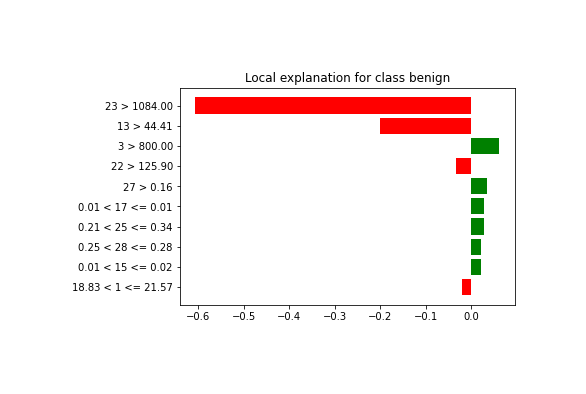 Local explanation for class benign
23 > 1084.00
13 > 44.41
3 > 800.00
22 > 125.90
27 > 0.16
0.01 < 17 <= 0.01
0.21 < 25 <= 0.34
0.25 < 28 <= 0.28
0.01 < 15 <= 0.02
18.83 < 1 <= 21.57
−0.6 −0.5 −0.4 −0.3 −0.2 −0.1 0.0